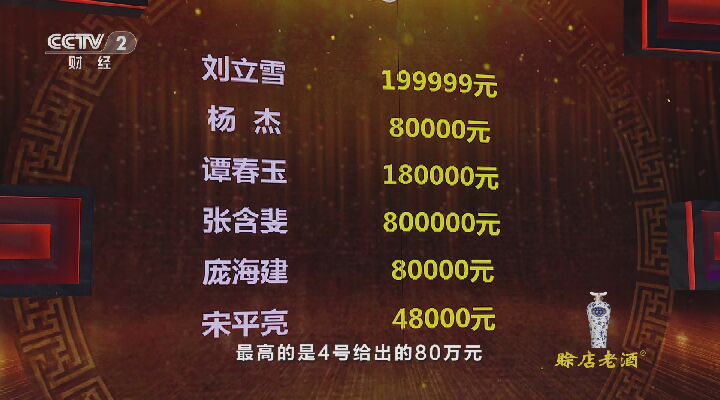 CCTV 2
财经
刘立雪 199999元
杨杰 80000元
谭春玉 180000元
张含斐 800000元
庞海建 80000元
宋平亮 48000元
最高的是4号给出的80万元
赊店老酒®